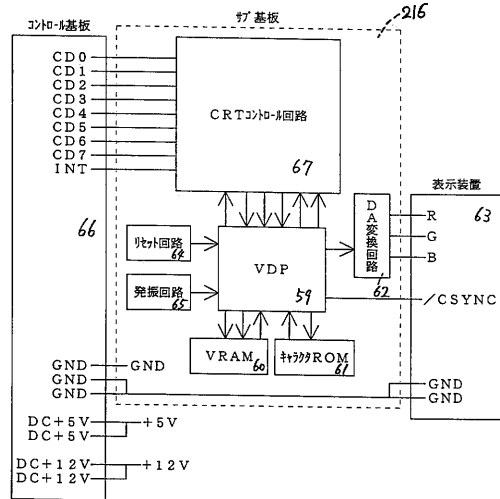 コントロール基板
サブ基板
216
CD0
CD1
CD2
CD3
CD4
CD5
CD6
CD7
INT
CRTコントロール回路
67
表示装置
63
66
リセット回路
64
発振回路
65
VDP
59
DA変換回路
62
R
G
B
/CSYNC
VRAM
60
キャラクタROM
61
GND
GND
GND
GND
GND
GND
DC+5V
+5V
DC+5V
DC+12V
+12V
DC+12V